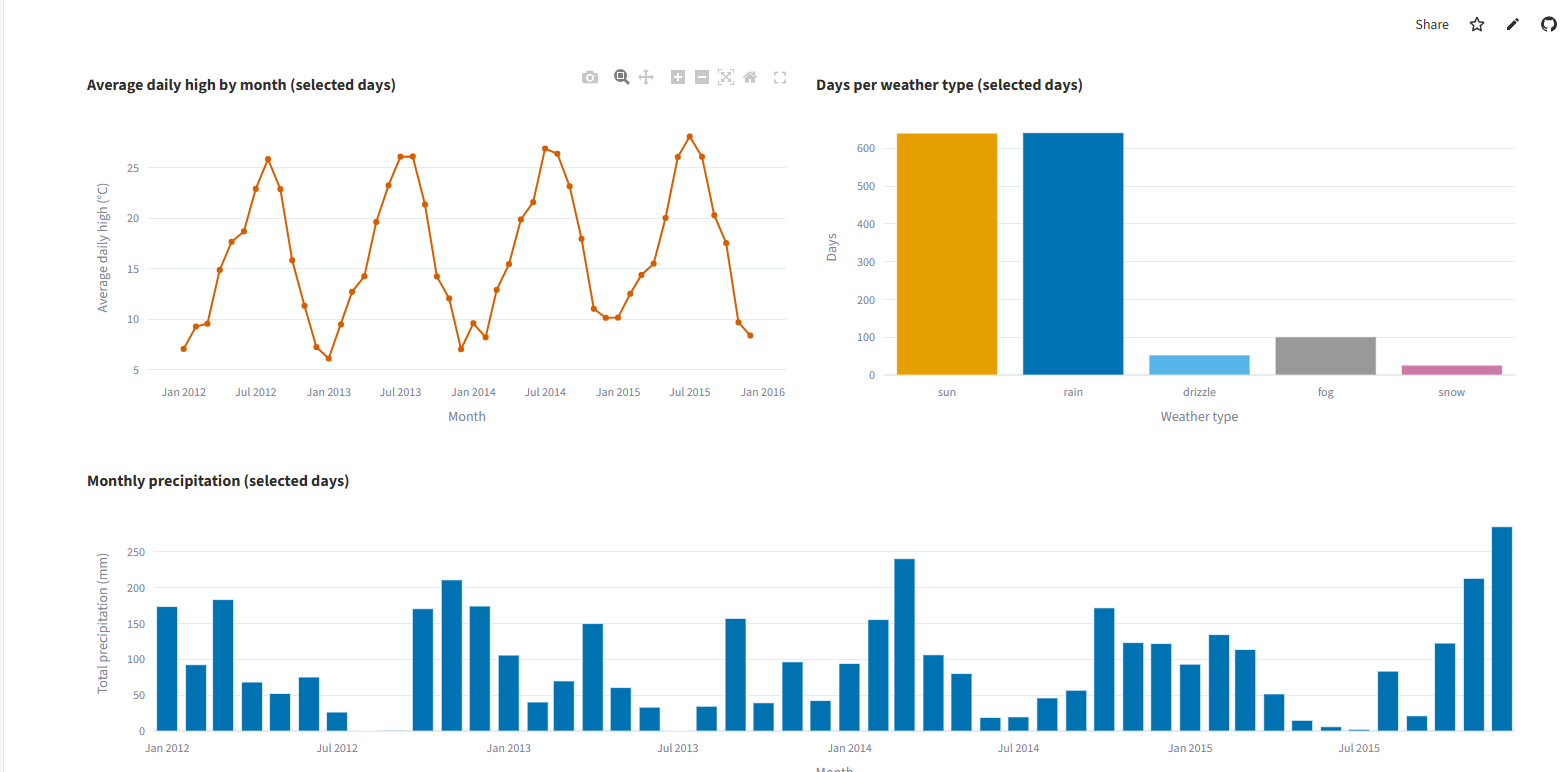 Share
Average daily high by month (selected days)
Average daily high (°C)
25
20
15
10
5
Jan 2012 Jul 2012 Jan 2013 Jul 2013 Jan 2014 Jul 2014 Jan 2015 Jul 2015 Jan 2016
Month
Days per weather type (selected days)
Days
600
500
400
300
200
100
0
sun rain drizzle fog snow
Weather type
Monthly precipitation (selected days)
Total precipitation (mm)
250
200
150
100
50
0
Jan 2012 Jul 2012 Jan 2013 Jul 2013 Jan 2014 Jul 2014 Jan 2015 Jul 2015
Month